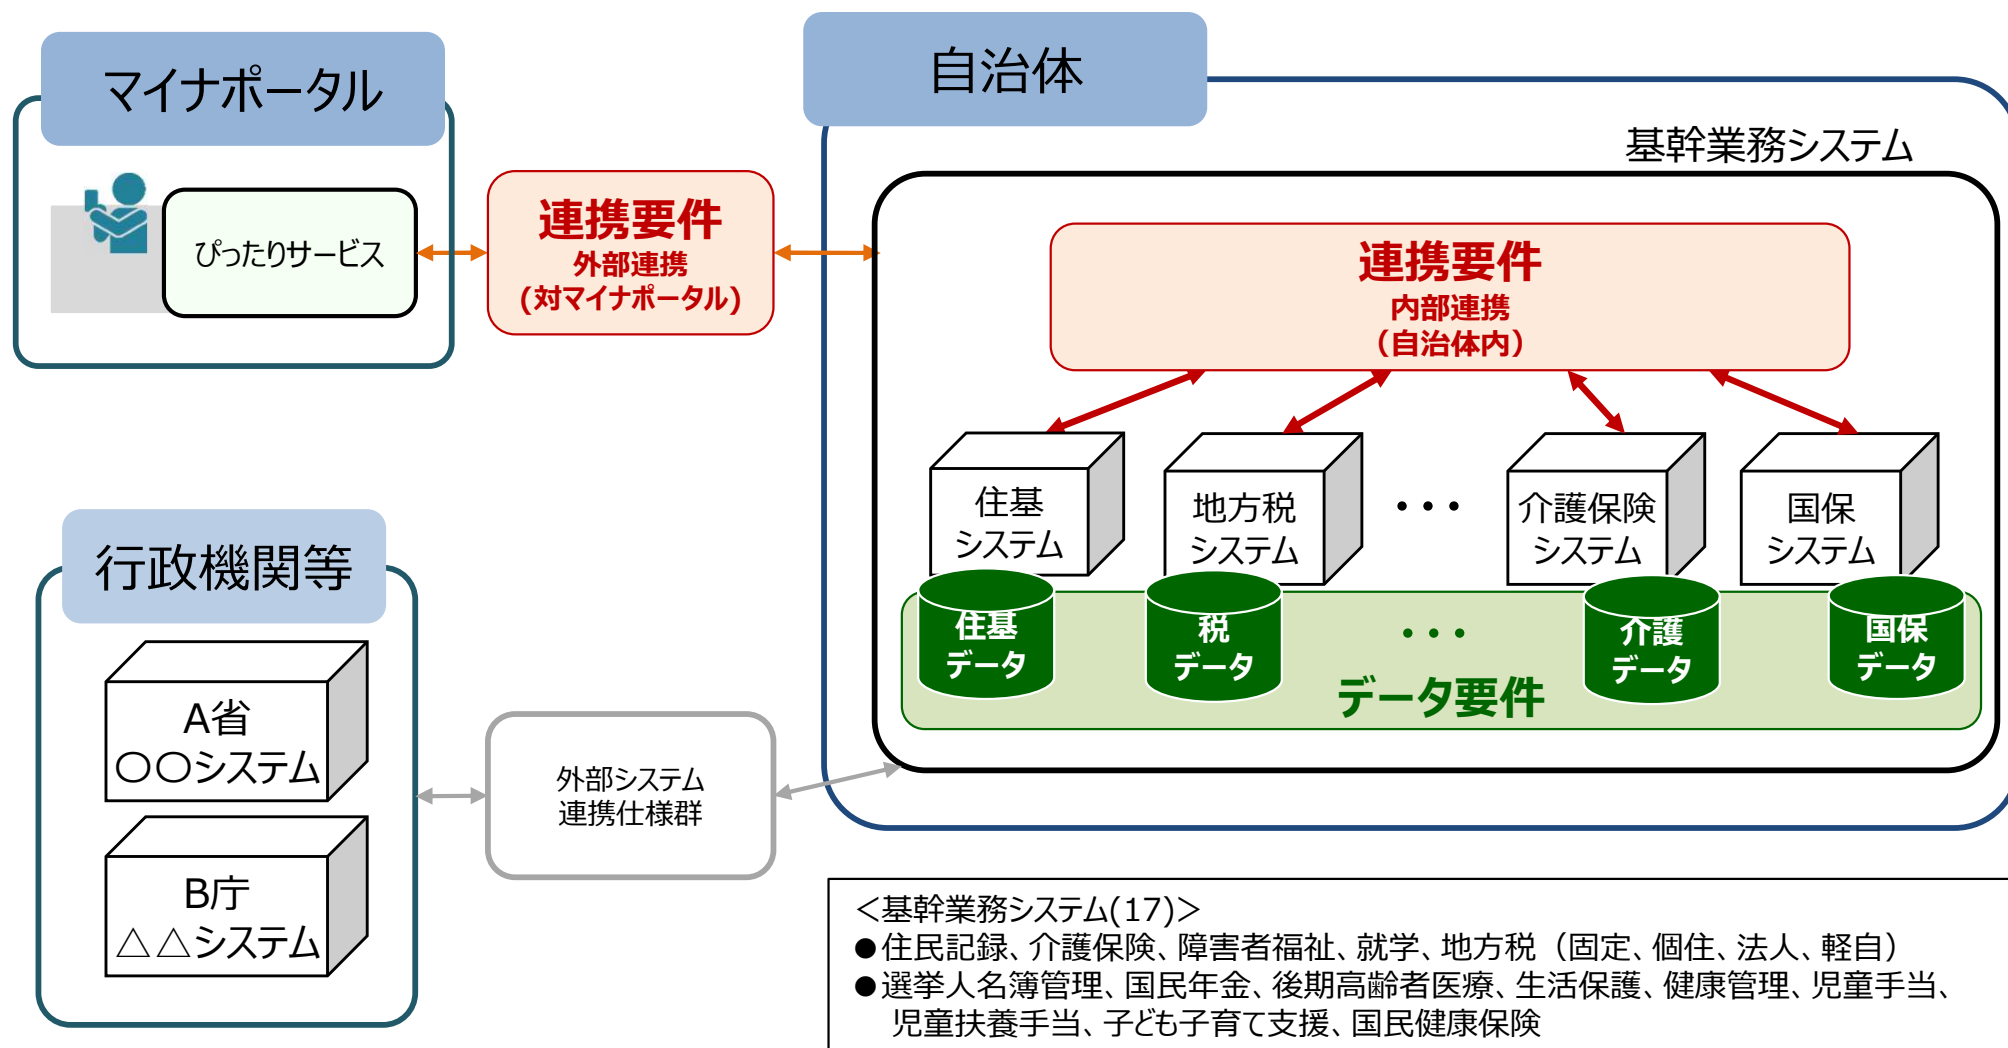 マイナポータル
ぴったりサービス
連携要件
外部連携
(対マイナポータル)
自治体
基幹業務システム
連携要件
内部連携
(自治体内)
住基
システム
地方税
システム
・・・
介護保険
システム
国保
システム
住基
データ
税
データ
・・・
介護
データ
国保
データ
データ要件
行政機関等
A省
〇〇システム
B庁
△△システム
外部システム
連携仕様群
＜基幹業務システム(17)＞
●住民記録、介護保険、障害者福祉、就学、地方税（固定、個住、法人、軽自）
●選挙人名簿管理、国民年金、後期高齢者医療、生活保護、健康管理、児童手当、
児童扶養手当、子ども子育て支援、国民健康保険